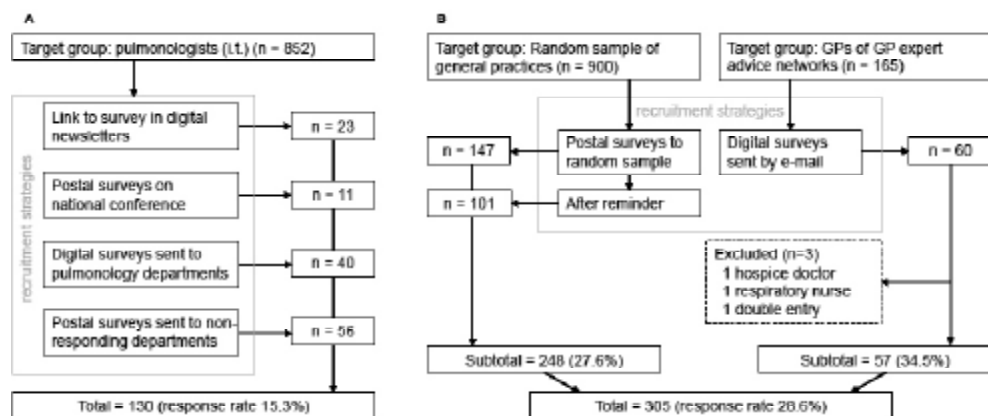 A
Target group: pulmonologists (i.t.) (n = 852)
recruitment strategies
Link to survey in digital
newsletters
n = 23
Postal surveys on
national conference
n = 11
Digital surveys sent to
pulmonology departments
n = 40
Postal surveys sent to non-
responding departments
n = 56
Total = 130 (response rate 15.3%)
B
Target group: Random sample of
general practices (n = 900)
Target group: GPs of GP expert
advice networks (n = 165)
recruitment strategies
n = 147
Postal surveys to
random sample
Digital surveys
sent by e-mail
n = 60
n = 101
After reminder
Excluded (n=3)
1 hospice doctor
1 respiratory nurse
1 double entry
Subtotal = 248 (27.6%)
Subtotal = 57 (34.5%)
Total = 305 (response rate 28.6%)